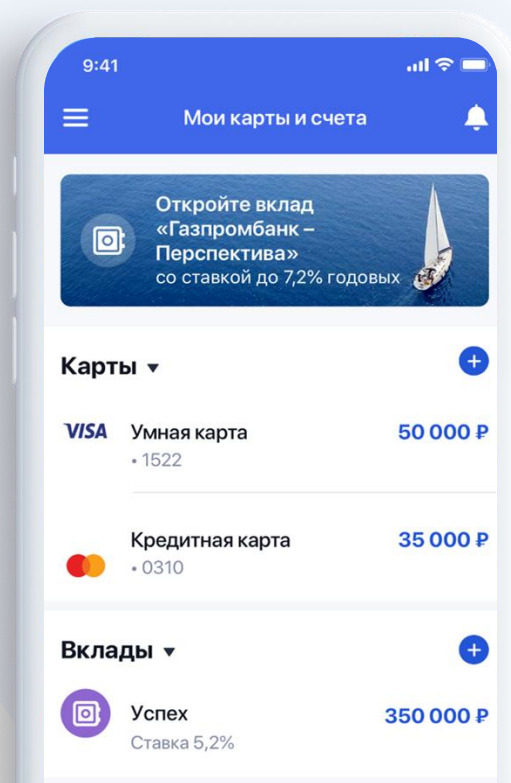 9:41
Мои карты и счета
Откройте вклад
«Газпромбанк –
Перспектива»
со ставкой до 7,2% годовых
Карты
VISA Умная карта 50 000 ₽
• 1522
Кредитная карта 35 000 ₽
• 0310
Вклады
Успех 350 000 ₽
Ставка 5,2%